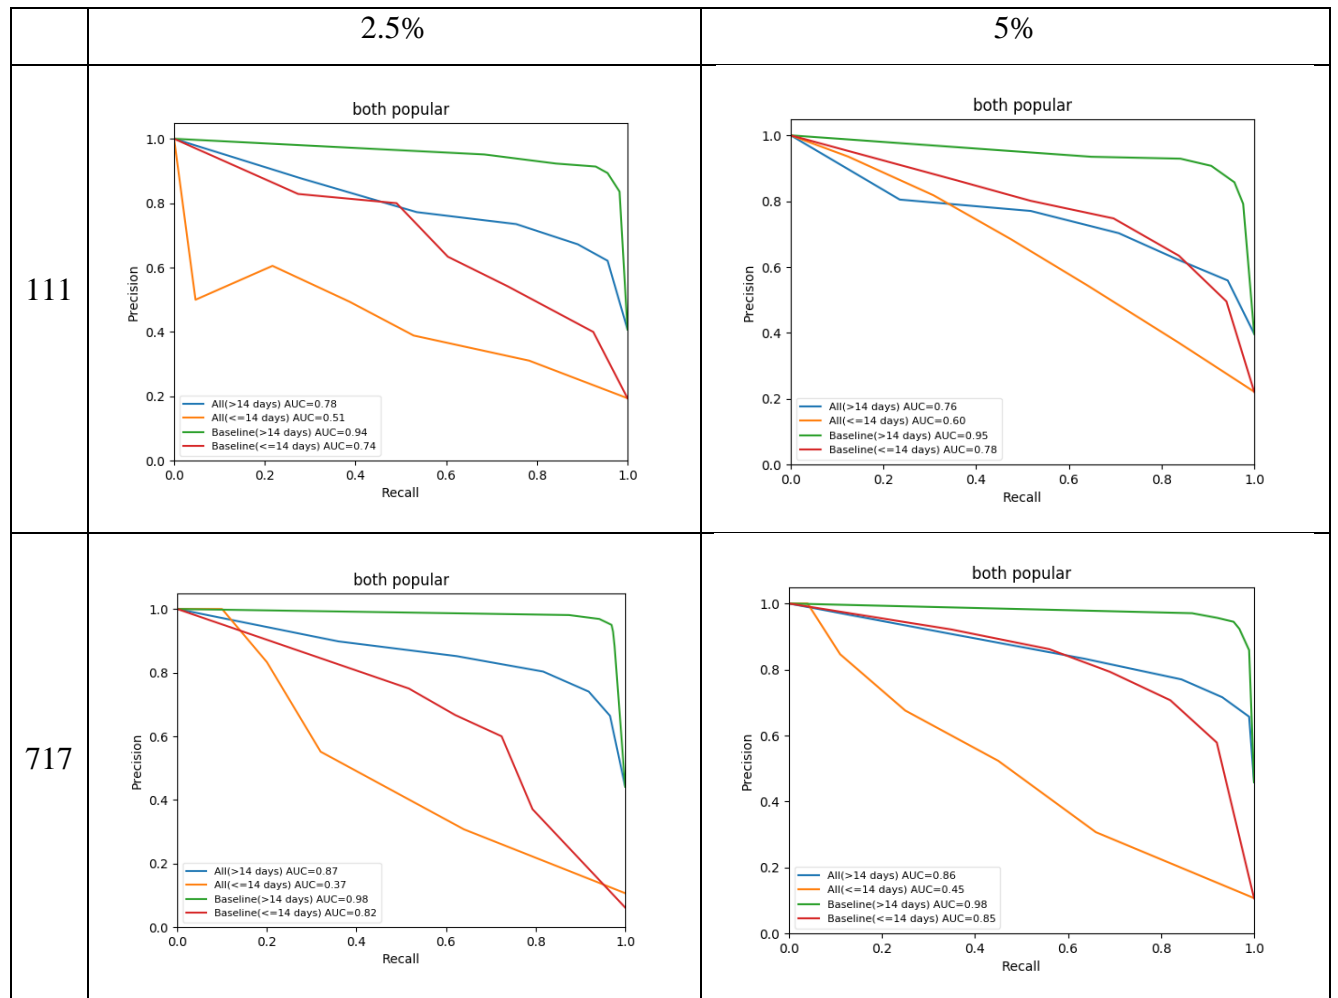 2.5%
5%
111
both popular
1.0
0.8
0.6
0.4
0.2
0.0
Precision
All(>14 days) AUC=0.78
All(<=14 days) AUC=0.51
Baseline(>14 days) AUC=0.94
Baseline(<=14 days) AUC=0.74
0.0 0.2 0.4 0.6 0.8 1.0
Recall
both popular
1.0
0.8
0.6
0.4
0.2
0.0
Precision
All(>14 days) AUC=0.76
All(<=14 days) AUC=0.60
Baseline(>14 days) AUC=0.95
Baseline(<=14 days) AUC=0.78
0.0 0.2 0.4 0.6 0.8 1.0
Recall
717
both popular
1.0
0.8
0.6
0.4
0.2
0.0
Precision
All(>14 days) AUC=0.87
All(<=14 days) AUC=0.37
Baseline(>14 days) AUC=0.98
Baseline(<=14 days) AUC=0.82
0.0 0.2 0.4 0.6 0.8 1.0
Recall
both popular
1.0
0.8
0.6
0.4
0.2
0.0
Precision
All(>14 days) AUC=0.86
All(<=14 days) AUC=0.45
Baseline(>14 days) AUC=0.98
Baseline(<=14 days) AUC=0.85
0.0 0.2 0.4 0.6 0.8 1.0
Recall